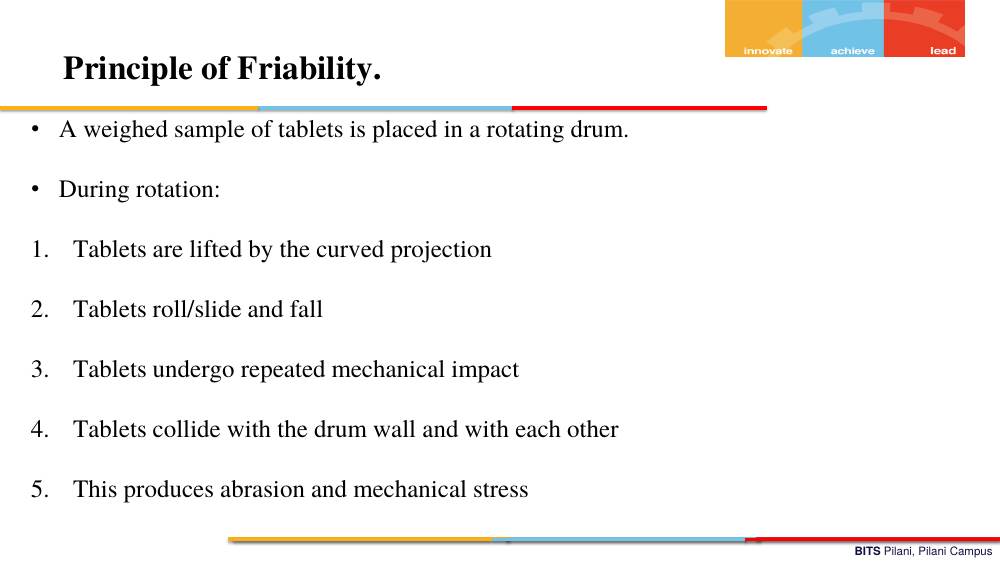 innovate achieve lead
Principle of Friability.
• A weighed sample of tablets is placed in a rotating drum.
• During rotation:
1. Tablets are lifted by the curved projection
2. Tablets roll/slide and fall
3. Tablets undergo repeated mechanical impact
4. Tablets collide with the drum wall and with each other
5. This produces abrasion and mechanical stress
BITS Pilani, Pilani Campus